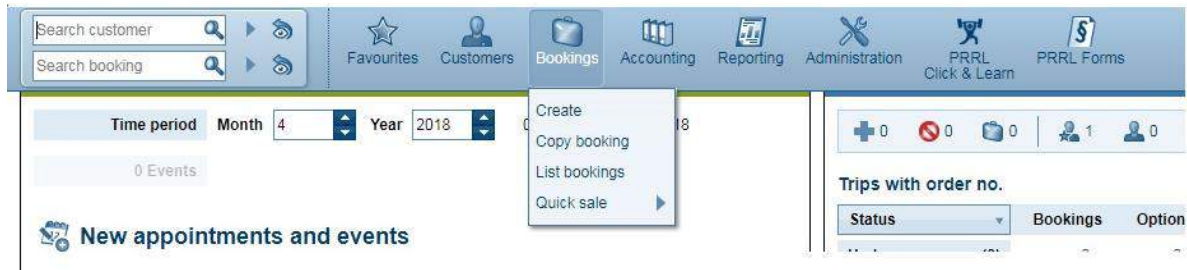 Search customer
Search booking
Favourites
Customers
Bookings
Accounting
Reporting
Administration
PRRL
Click & Learn
PRRL Forms
Create
Copy booking
List bookings
Quick sale
Time period Month 4 Year 2018
18
0 Events
New appointments and events
0 0 0 1 0
Trips with order no.
Status Bookings Option